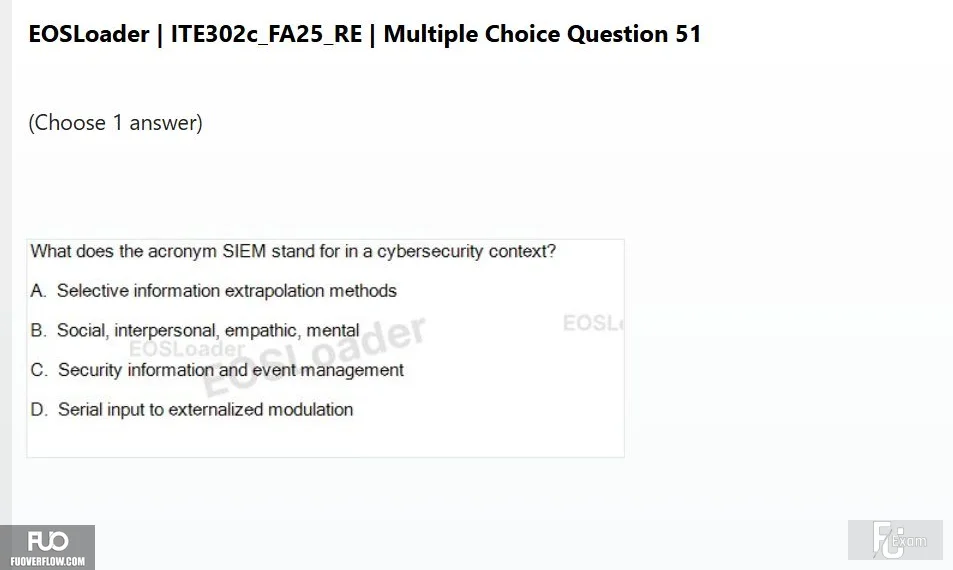 EOSLoader | ITE302c_FA25_RE | Multiple Choice Question 51
(Choose 1 answer)
What does the acronym SIEM stand for in a cybersecurity context?
A. Selective information extrapolation methods
B. Social, interpersonal, empathic, mental
C. Security information and event management
D. Serial input to externalized modulation
EOSLoader
EOSLoader
EOSL
FUO
FUOVERFLOW.COM
FU Exam